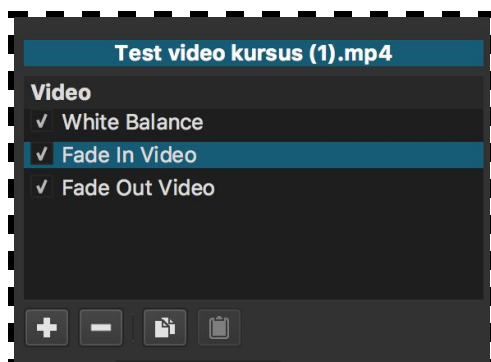 Test video kursus (1).mp4
Video
White Balance
Fade In Video
Fade Out Video